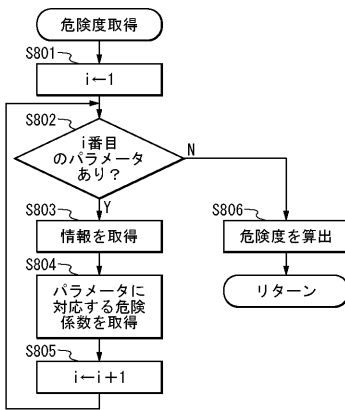 危険度取得
S801
i←1
S802
i番目
のパラメータ
あり？
N
Y
S803
情報を取得
S804
パラメータに
対応する危険
係数を取得
S805
i←i+1
S806
危険度を算出
リターン